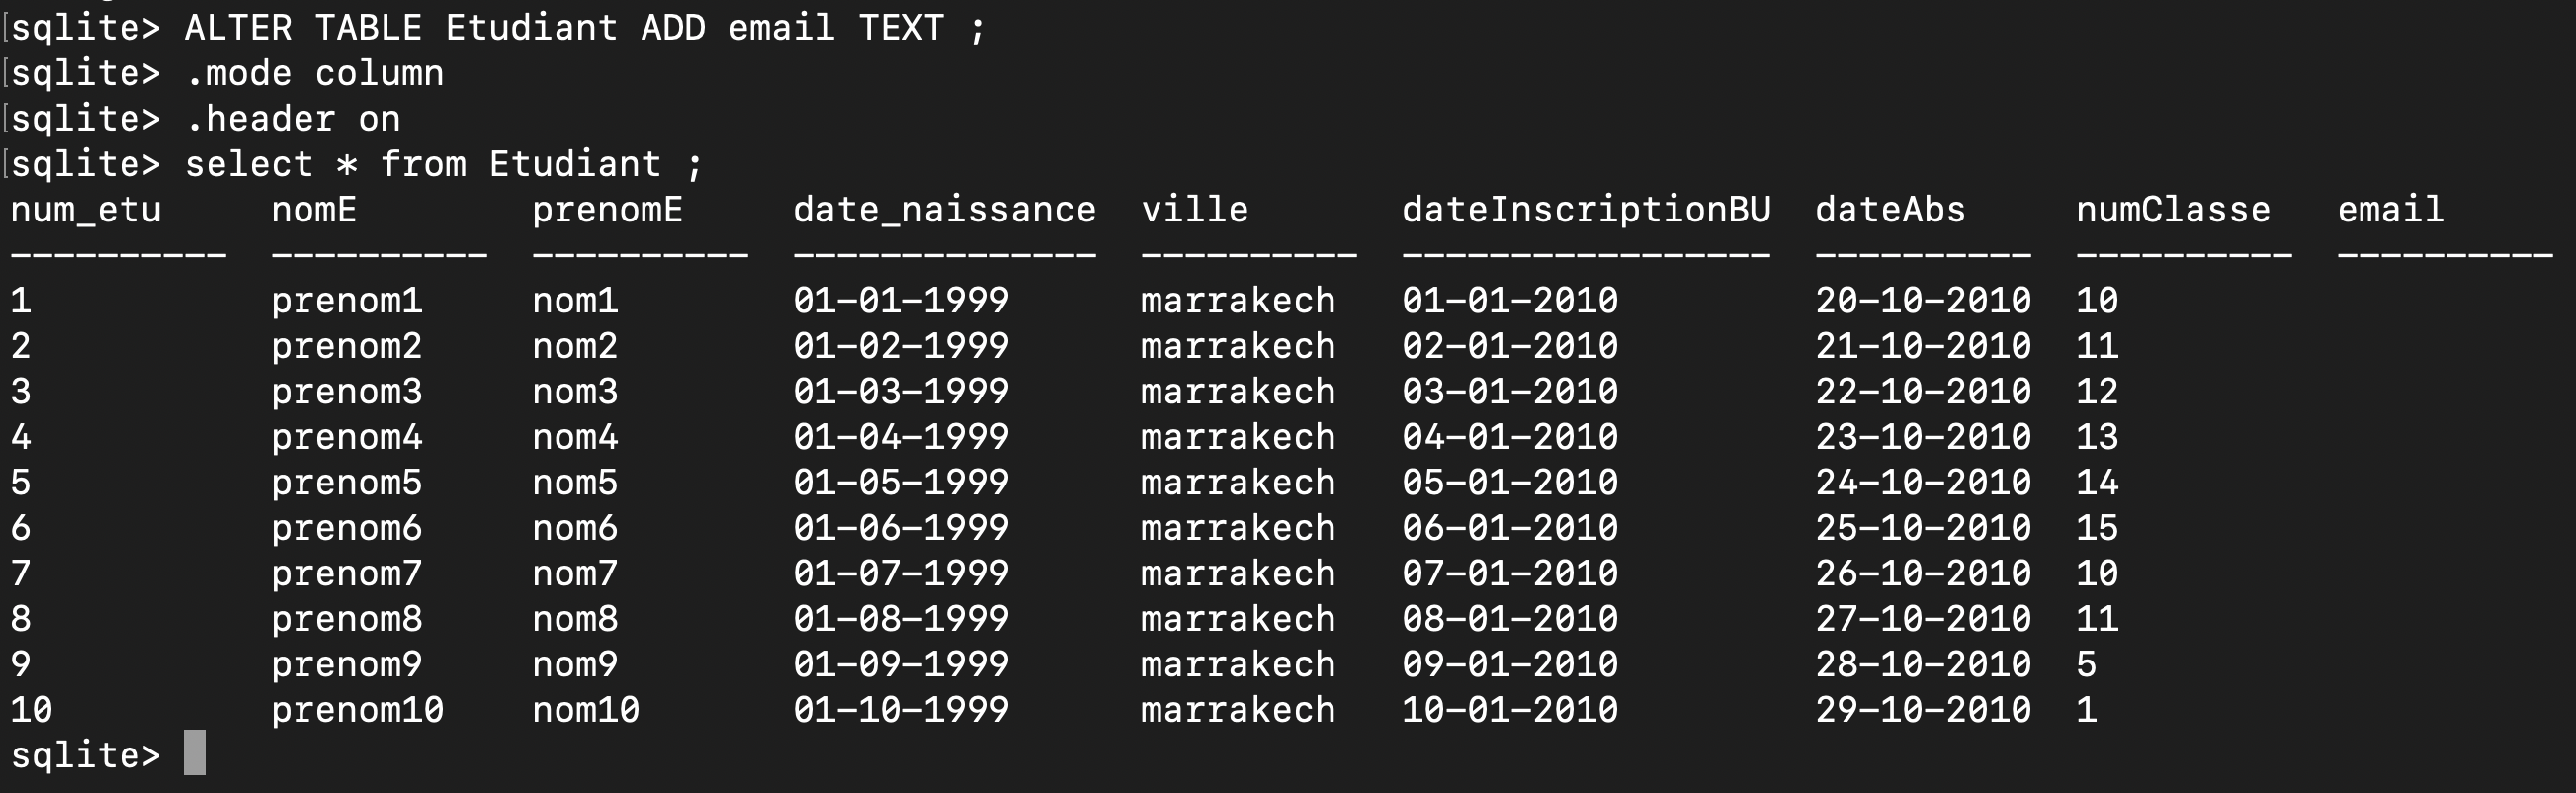 [sqlite> ALTER TABLE Etudiant ADD email TEXT ;
[sqlite> .mode column
[sqlite> .header on
[sqlite> select * from Etudiant ;
num_etu     nomE        prenomE     date_naissance  ville       dateInscriptionBU  dateAbs     numClasse   email
----------  ----------  ----------  --------------  ----------  -----------------  ----------  ----------  ----------
1           prenom1     nom1        01-01-1999      marrakech   01-01-2010         20-10-2010  10
2           prenom2     nom2        01-02-1999      marrakech   02-01-2010         21-10-2010  11
3           prenom3     nom3        01-03-1999      marrakech   03-01-2010         22-10-2010  12
4           prenom4     nom4        01-04-1999      marrakech   04-01-2010         23-10-2010  13
5           prenom5     nom5        01-05-1999      marrakech   05-01-2010         24-10-2010  14
6           prenom6     nom6        01-06-1999      marrakech   06-01-2010         25-10-2010  15
7           prenom7     nom7        01-07-1999      marrakech   07-01-2010         26-10-2010  10
8           prenom8     nom8        01-08-1999      marrakech   08-01-2010         27-10-2010  11
9           prenom9     nom9        01-09-1999      marrakech   09-01-2010         28-10-2010  5
10          prenom10    nom10       01-10-1999      marrakech   10-01-2010         29-10-2010  1
sqlite>